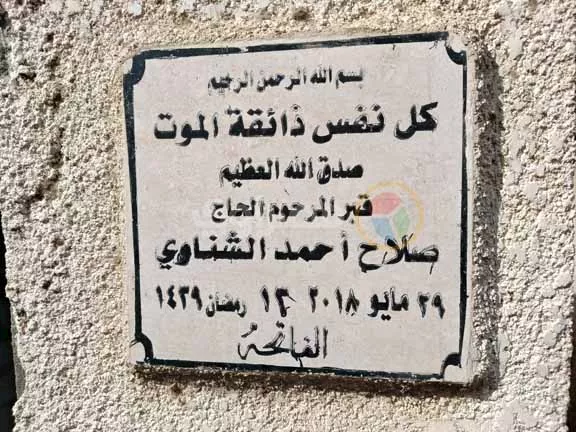 بسم الله الرحمن الرحيم
كل نفس ذائقة الموت
صدق الله العظيم
قبر المرحوم الحاج
صلاح أحمد الشناوي
٢٩ مايو ٢٠١٨ ١٣ رمضان ١٤٣٩
الفاتحة